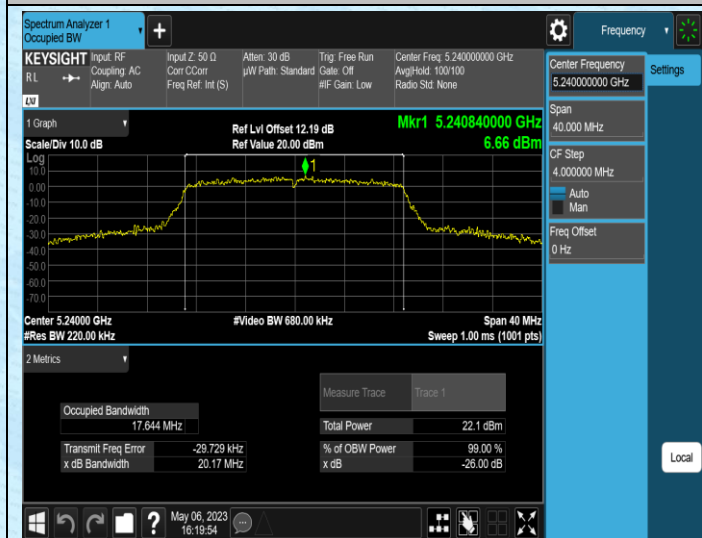 Spectrum Analyzer 1
Occupied BW
Frequency
KEYSIGHT
R L
LXI
Input: RF
Coupling: AC
Align: Auto
Input Z: 50 Ω
Corr CCorr
Freq Ref: Int (S)
Atten: 30 dB
µW Path: Standard
Trig: Free Run
Gate: Off
#IF Gain: Low
Center Freq: 5.240000000 GHz
Avg|Hold: 100/100
Radio Std: None
Center Frequency
5.240000000 GHz
Settings
Span
40.000 MHz
CF Step
4.000000 MHz
Auto
Man
Freq Offset
0 Hz
Local
1 Graph
Scale/Div 10.0 dB
Ref Lvl Offset 12.19 dB
Ref Value 20.00 dBm
Mkr1 5.240840000 GHz
6.66 dBm
Log
10.0
0.00
-10.0
-20.0
-30.0
-40.0
-50.0
-60.0
-70.0
1
Center 5.24000 GHz
#Res BW 220.00 kHz
#Video BW 680.00 kHz
Span 40 MHz
Sweep 1.00 ms (1001 pts)
2 Metrics
Measure Trace
Trace 1
Occupied Bandwidth
17.644 MHz
Total Power
22.1 dBm
Transmit Freq Error
-29.729 kHz
% of OBW Power
99.00 %
x dB Bandwidth
20.17 MHz
x dB
-26.00 dB
May 06, 2023
16:19:54